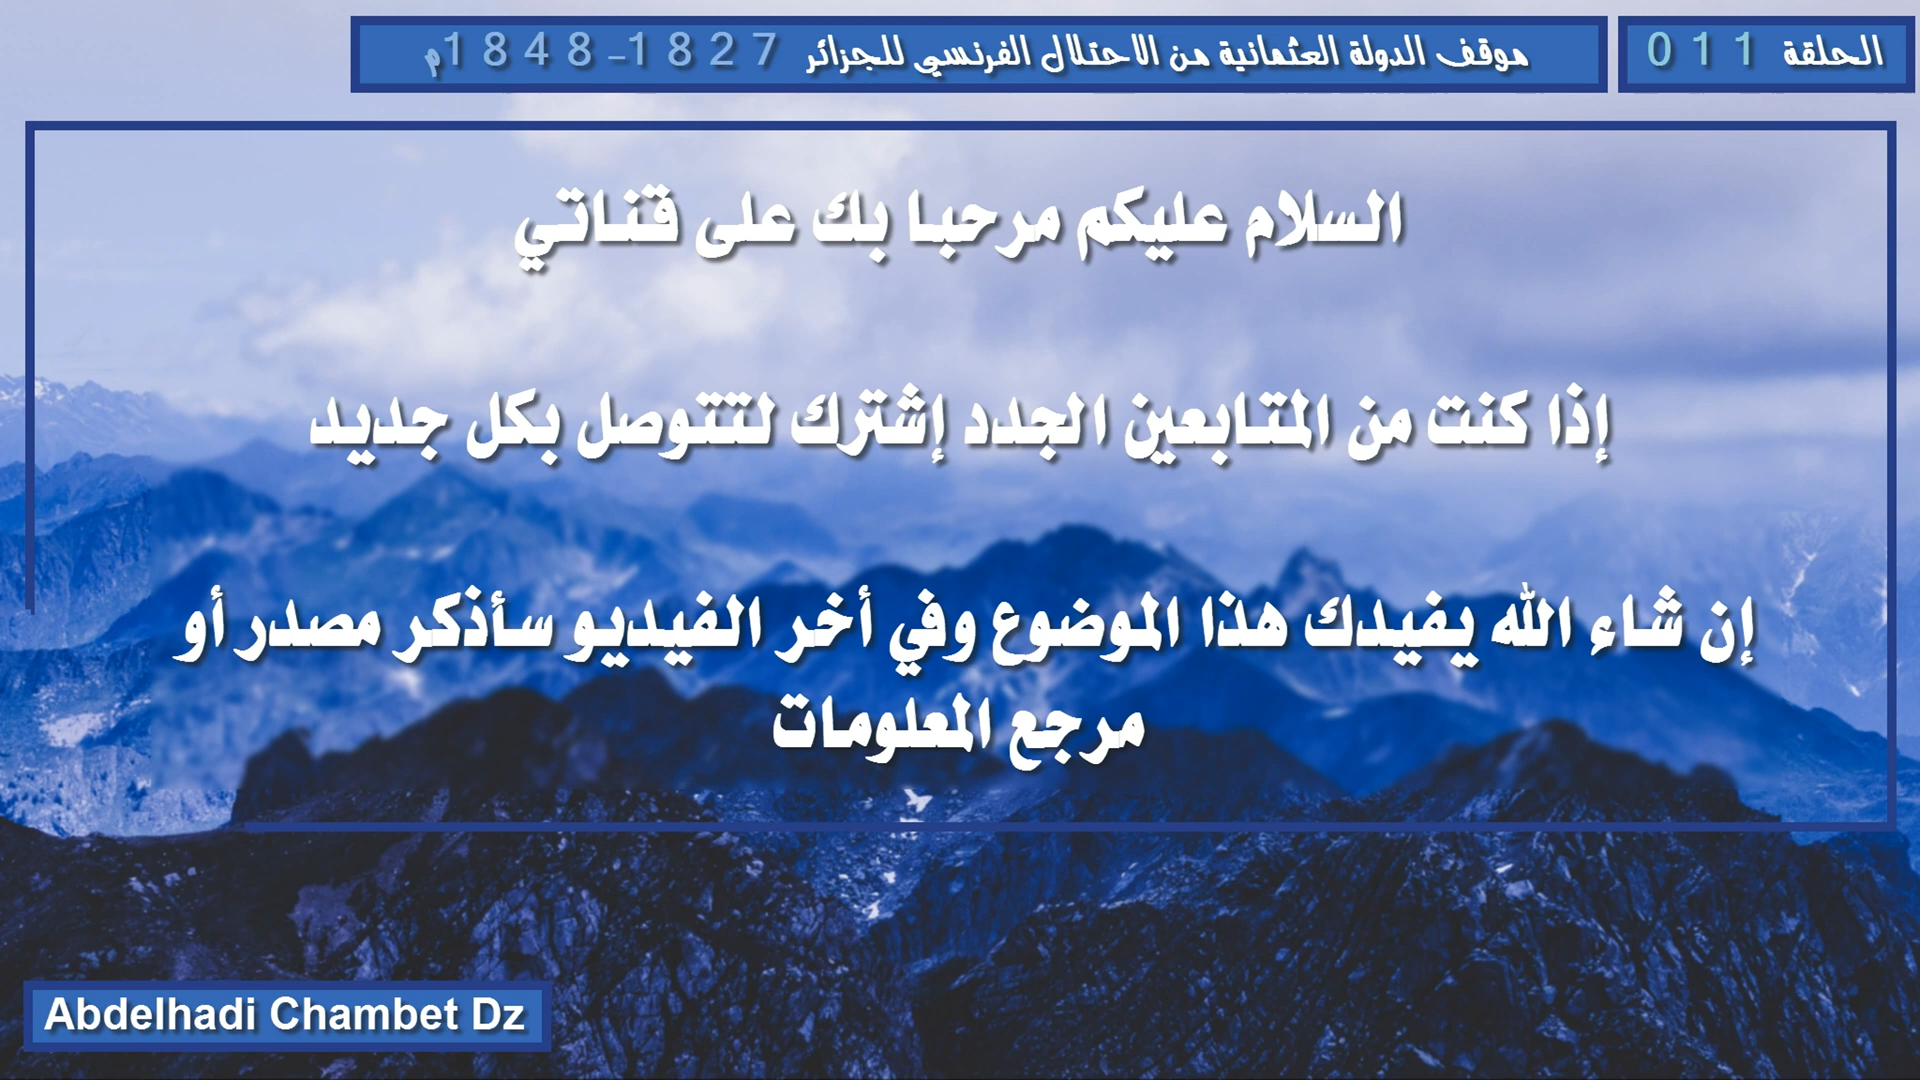 الحلقة 011
موقف الدولة العثمانية من الاحتلال الفرنسي للجزائر 1827-1848م
السلام عليكم مرحبا بك على قناتي
إذا كنت من المتابعين الجدد إشترك لتتوصل بكل جديد
إن شاء الله يفيدك هذا الموضوع وفي أخر الفيديو سأذكر مصدر أو
مرجع المعلومات
Abdelhadi Chambet Dz